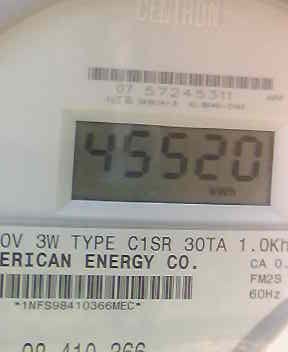 CENTRON
07 57245311
45520
kWh
0V 3W TYPE C1SR 30TA 1.0Kh
ERICAN ENERGY CO.
CA 0.
FM2S
60Hz
*1NFS98410366MEC*
98 410 366